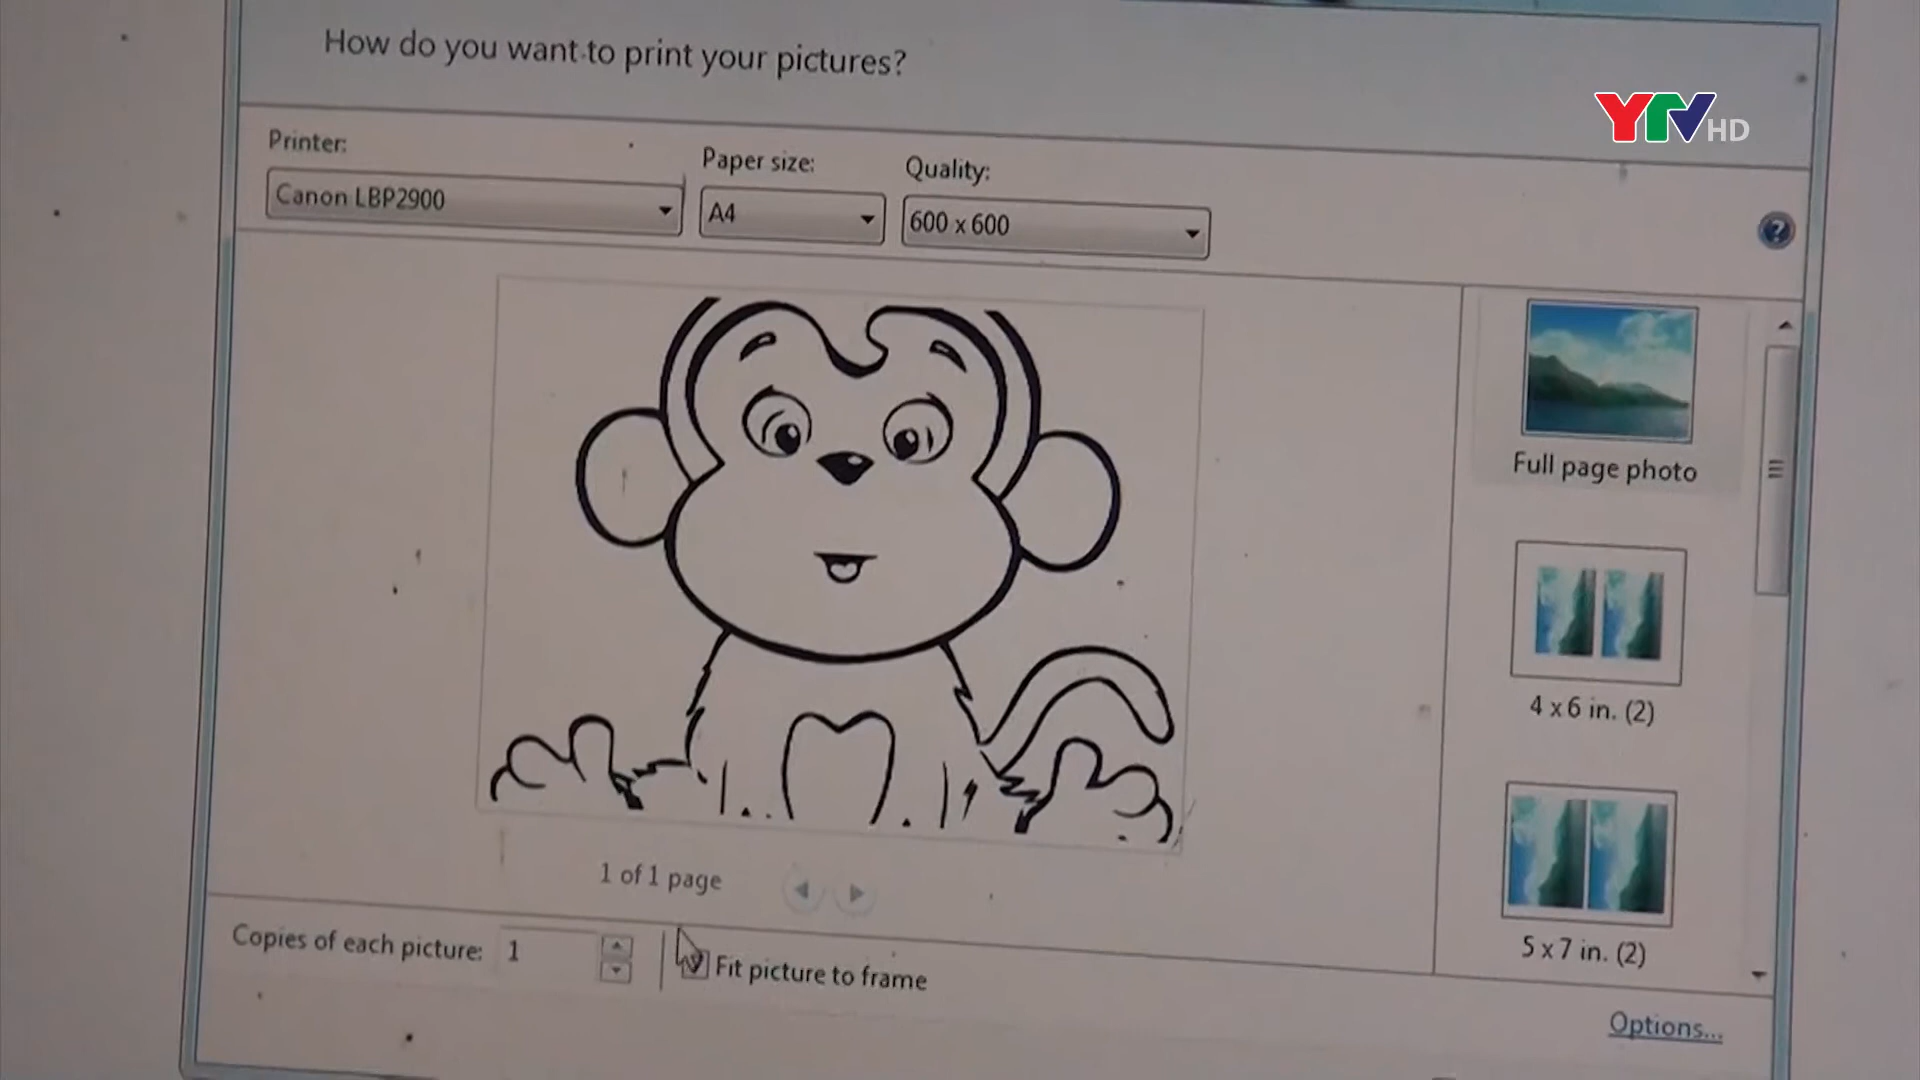 How do you want to print your pictures?
YTV HD
Printer:
Paper size:
Quality:
Canon LBP2900
A4
600 x 600
Full page photo
4 x 6 in. (2)
5 x 7 in. (2)
1 of 1 page
Copies of each picture: 1
Fit picture to frame
Options...